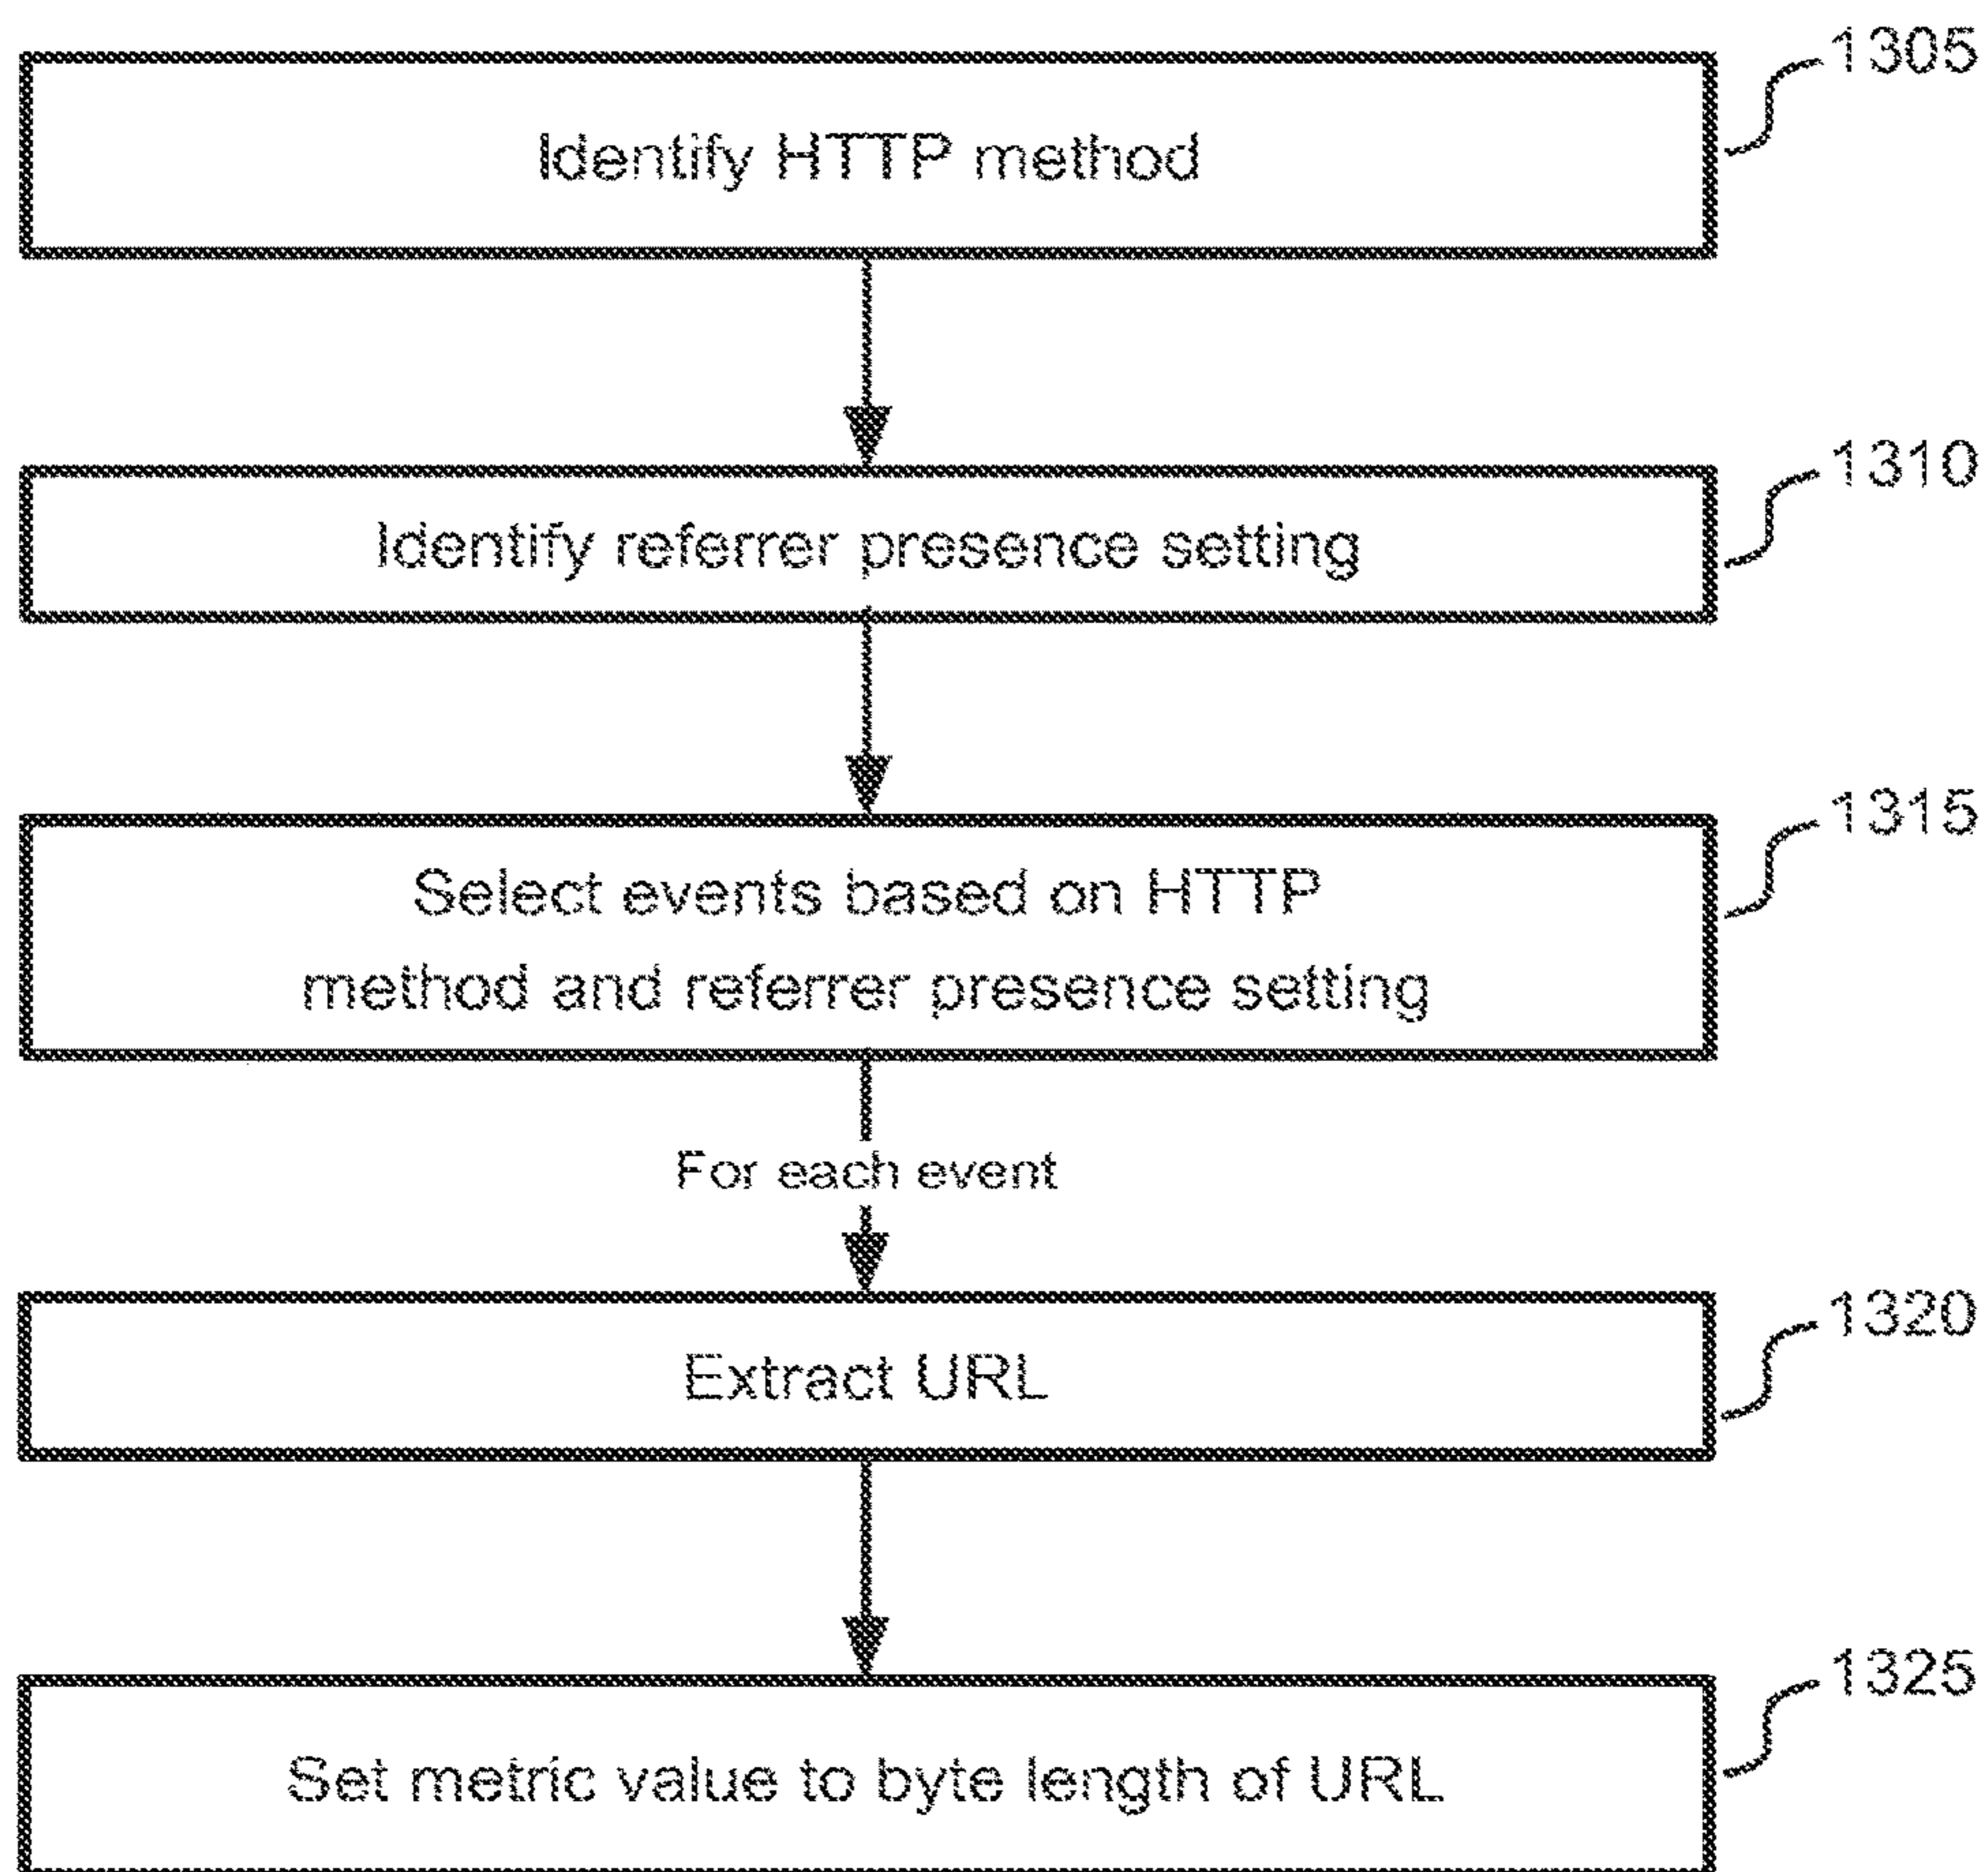 1305
Identify HTTP method
1310
Identify referrer presence setting
1315
Select events based on HTTP
method and referrer presence setting
For each event
1320
Extract URL
1325
Set metric value to byte length of URL